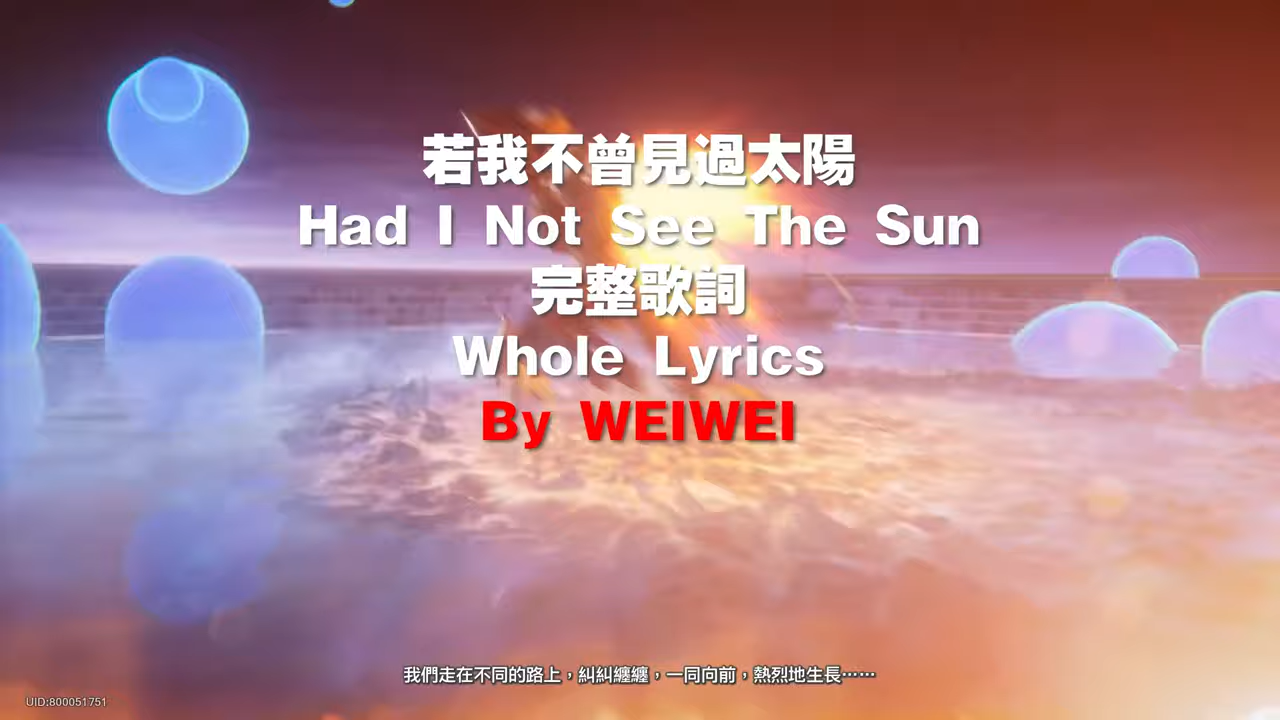 若我不曾見過太陽
Had I Not See The Sun
完整歌詞
Whole Lyrics
By WEIWEI
我們走在不同的路上，糾糾纏纏，一同向前，熱烈地生長……
UID:800051751